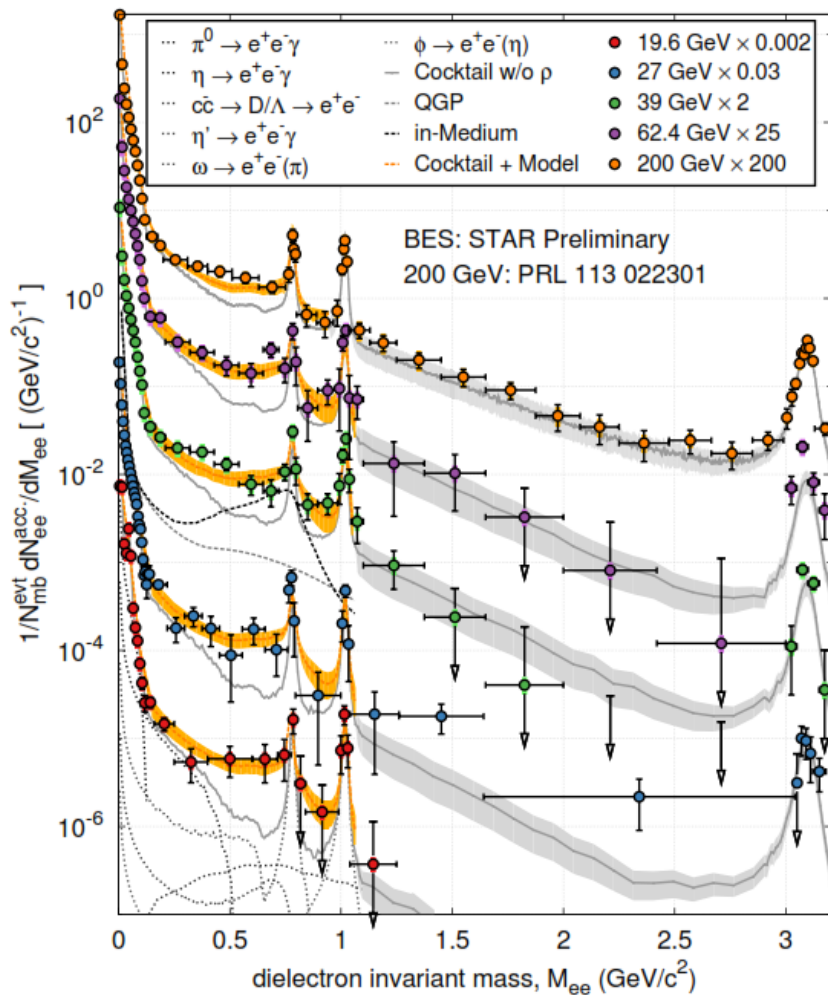 π⁰ → e⁺e⁻γ
η → e⁺e⁻γ
cc̄ → D/Λ → e⁺e⁻
η' → e⁺e⁻γ
ω → e⁺e⁻(π)
ϕ → e⁺e⁻(η)
Cocktail w/o ρ
QGP
in-Medium
Cocktail + Model
19.6 GeV × 0.002
27 GeV × 0.03
39 GeV × 2
62.4 GeV × 25
200 GeV × 200
BES: STAR Preliminary
200 GeV: PRL 113 022301
1/N^evt_mb dN^acc._ee/dM_ee [ (GeV/c²)⁻¹ ]
10²
10⁰
10⁻²
10⁻⁴
10⁻⁶
0 0.5 1 1.5 2 2.5 3
dielectron invariant mass, M_ee (GeV/c²)